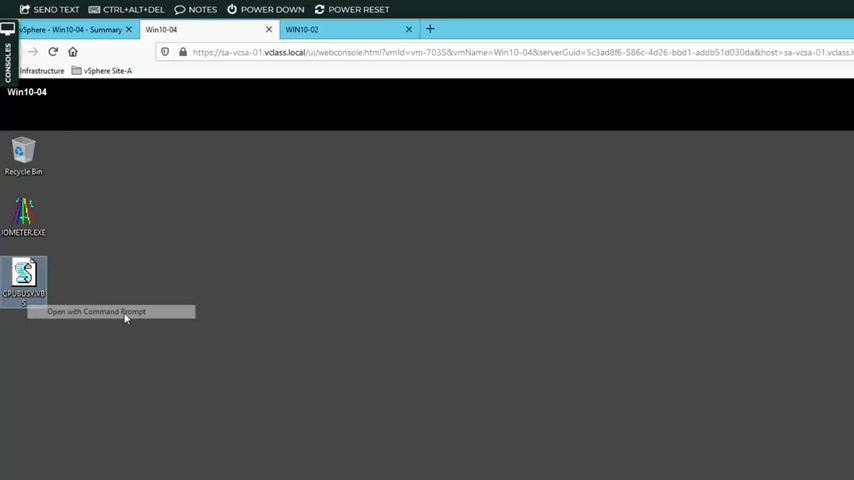 SEND TEXT
CTRL+ALT+DEL
NOTES
POWER DOWN
POWER RESET
CONSOLES
vSphere - Win10-04 - Summary
Win10-04
WIN10-02
https://sa-vcsa-01.vclass.local/ui/webconsole.html?vmId=vm-7035&vmName=Win10-04&serverGuid=5c3ad8f6-586c-4d26-bbd1-addb51d030da&host=sa-vcsa-01.vclass.l
Infrastructure
vSphere Site-A
Win10-04
Recycle Bin
IOMETER.EXE
CPUBUSY.VB
S
Open with Command Prompt